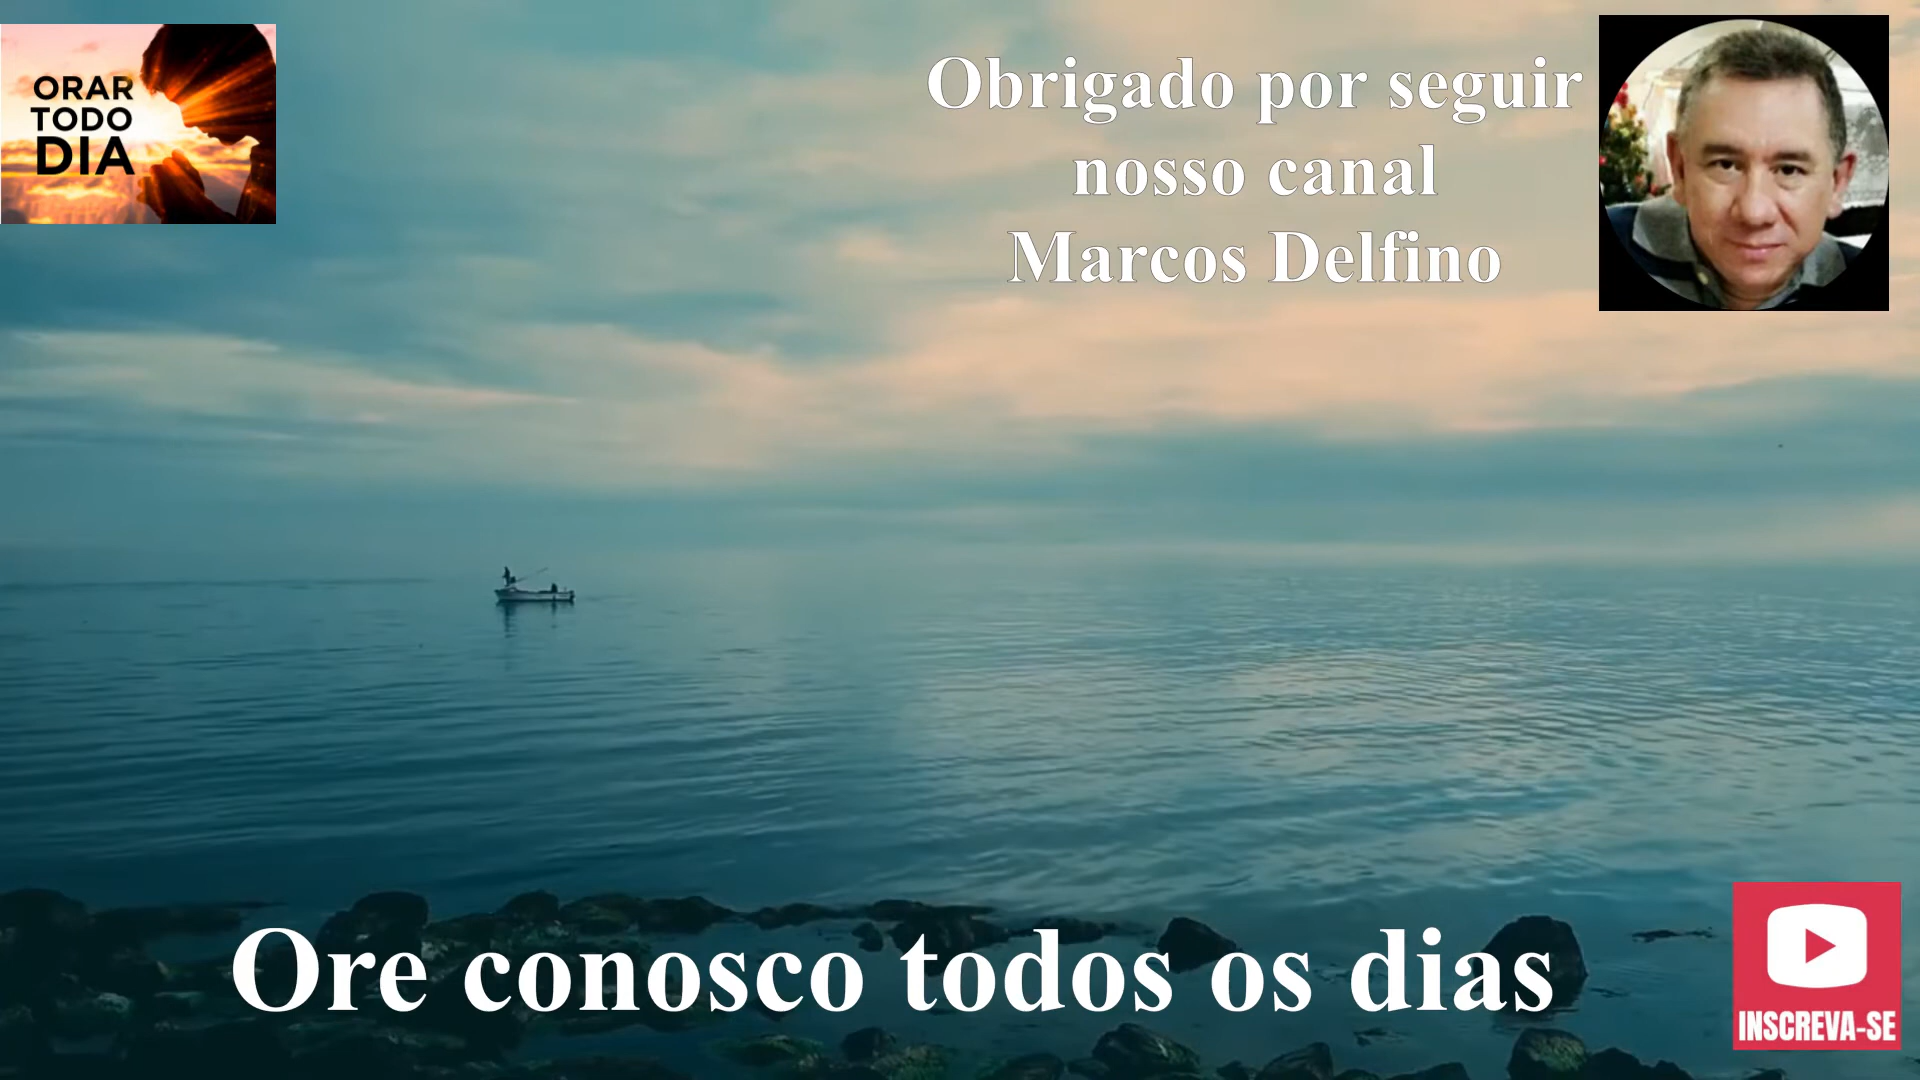 ORAR
TODO
DIA
Obrigado por seguir
nosso canal
Marcos Delfino
Ore conosco todos os dias
INSCREVA-SE